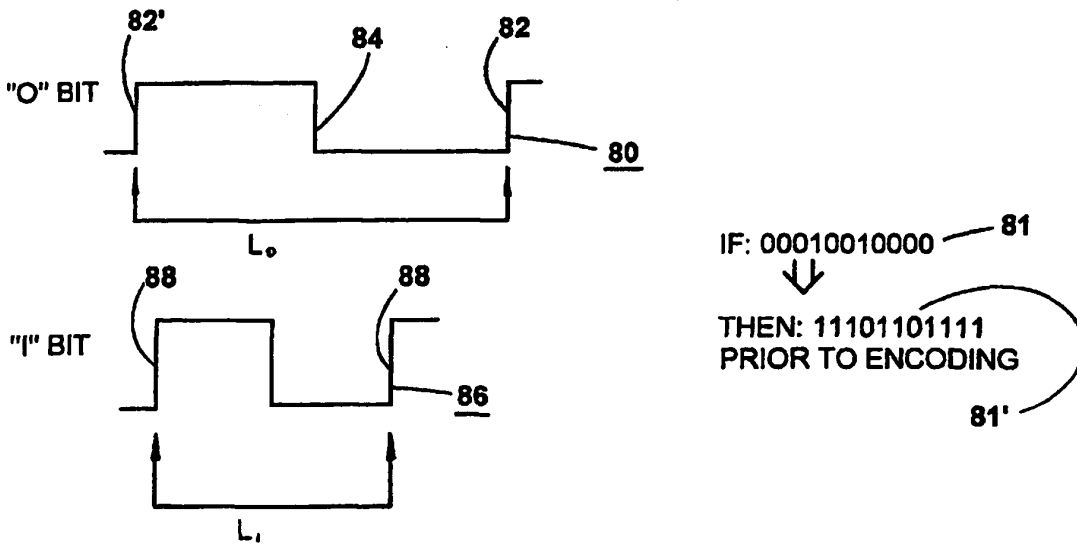 82'
84
82
"O" BIT
80
L₀
88
88
"I" BIT
86
L₁
IF: 00010010000
81
THEN: 11101101111
PRIOR TO ENCODING
81'